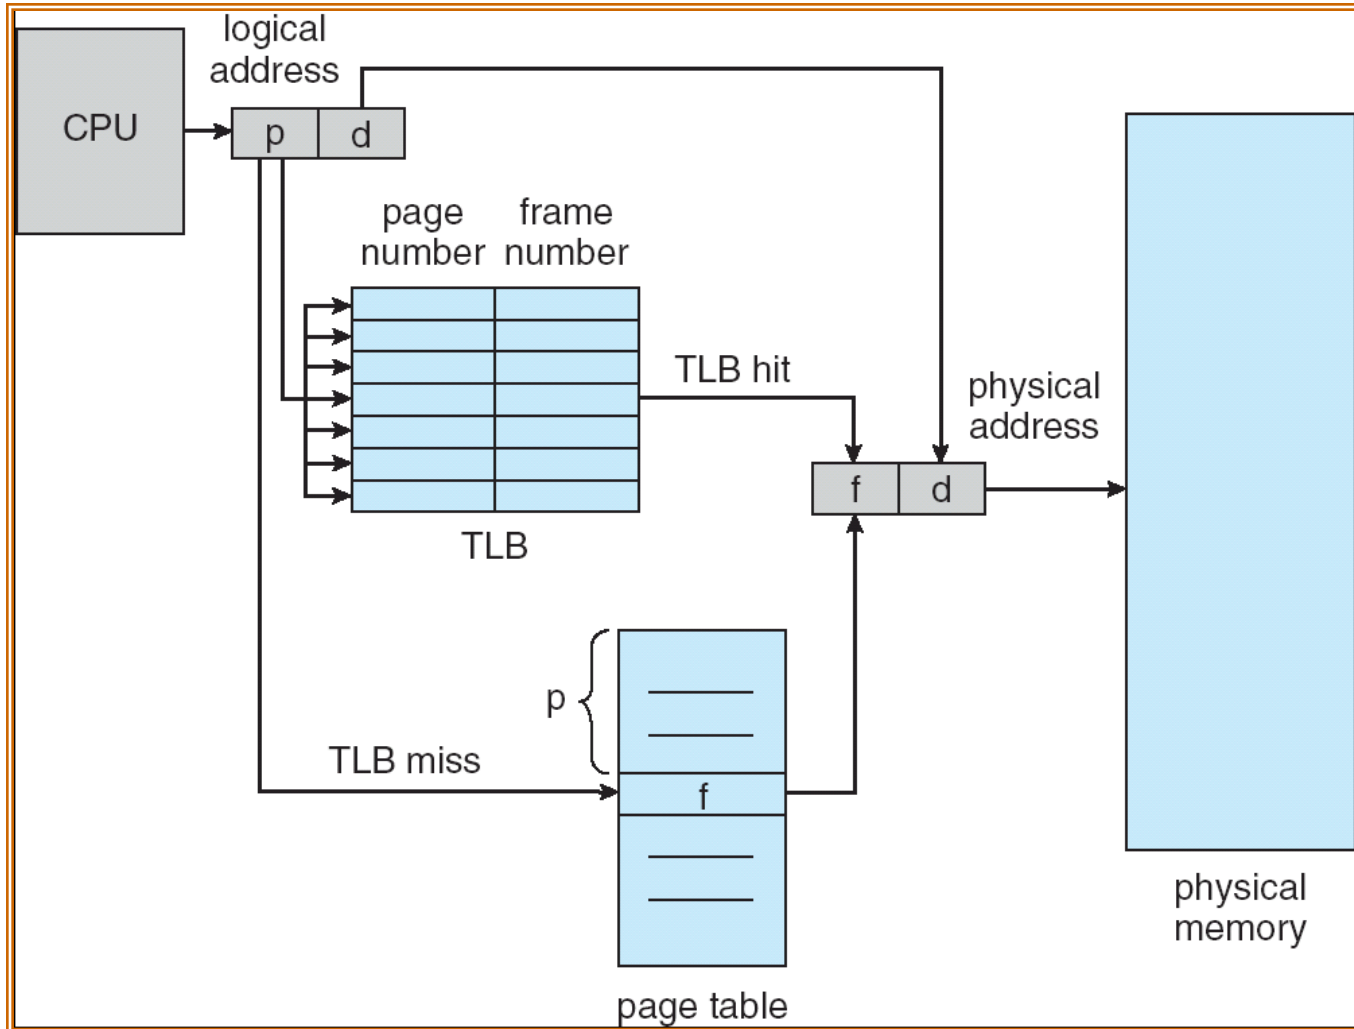 logical
address
CPU
p d
page frame
number number
TLB hit
physical
address
f d
TLB
p
TLB miss
f
physical
memory
page table